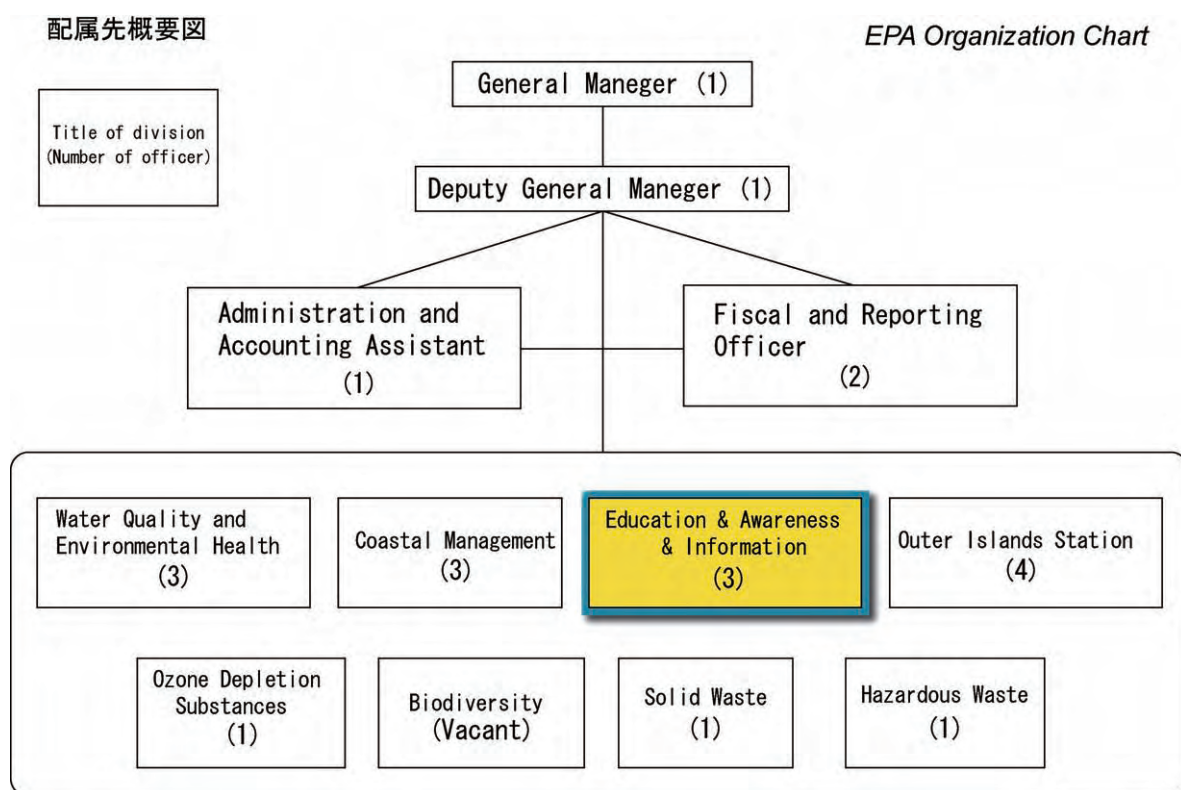 配属先概要図
EPA Organization Chart
Title of division
(Number of officer)
General Maneger (1)
Deputy General Maneger (1)
Administration and
Accounting Assistant
(1)
Fiscal and Reporting
Officer
(2)
Water Quality and
Environmental Health
(3)
Coastal Management
(3)
Education & Awareness
& Information
(3)
Outer Islands Station
(4)
Ozone Depletion
Substances
(1)
Biodiversity
(Vacant)
Solid Waste
(1)
Hazardous Waste
(1)